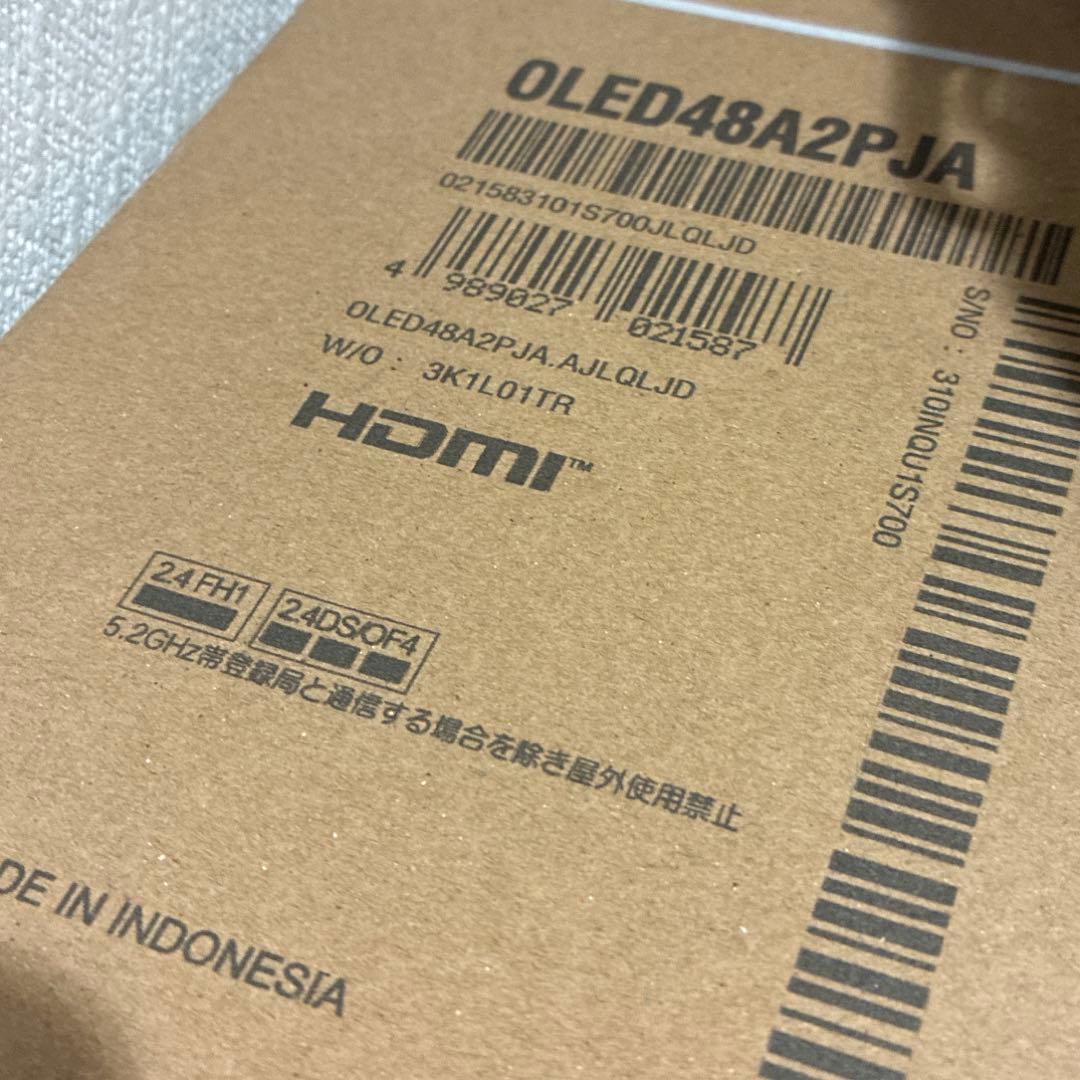 OLED48A2PJA
021583101S700JLQLJD
4 989027 021587
OLED48A2PJA.AJLQLJD
W/O : 3K1L01TR
HDMI™
S/NO : 310INQU1S700
2.4 FH1
2.4DS/OF4
5.2GHz帯登録局と通信する場合を除き屋外使用禁止
DE IN INDONESIA